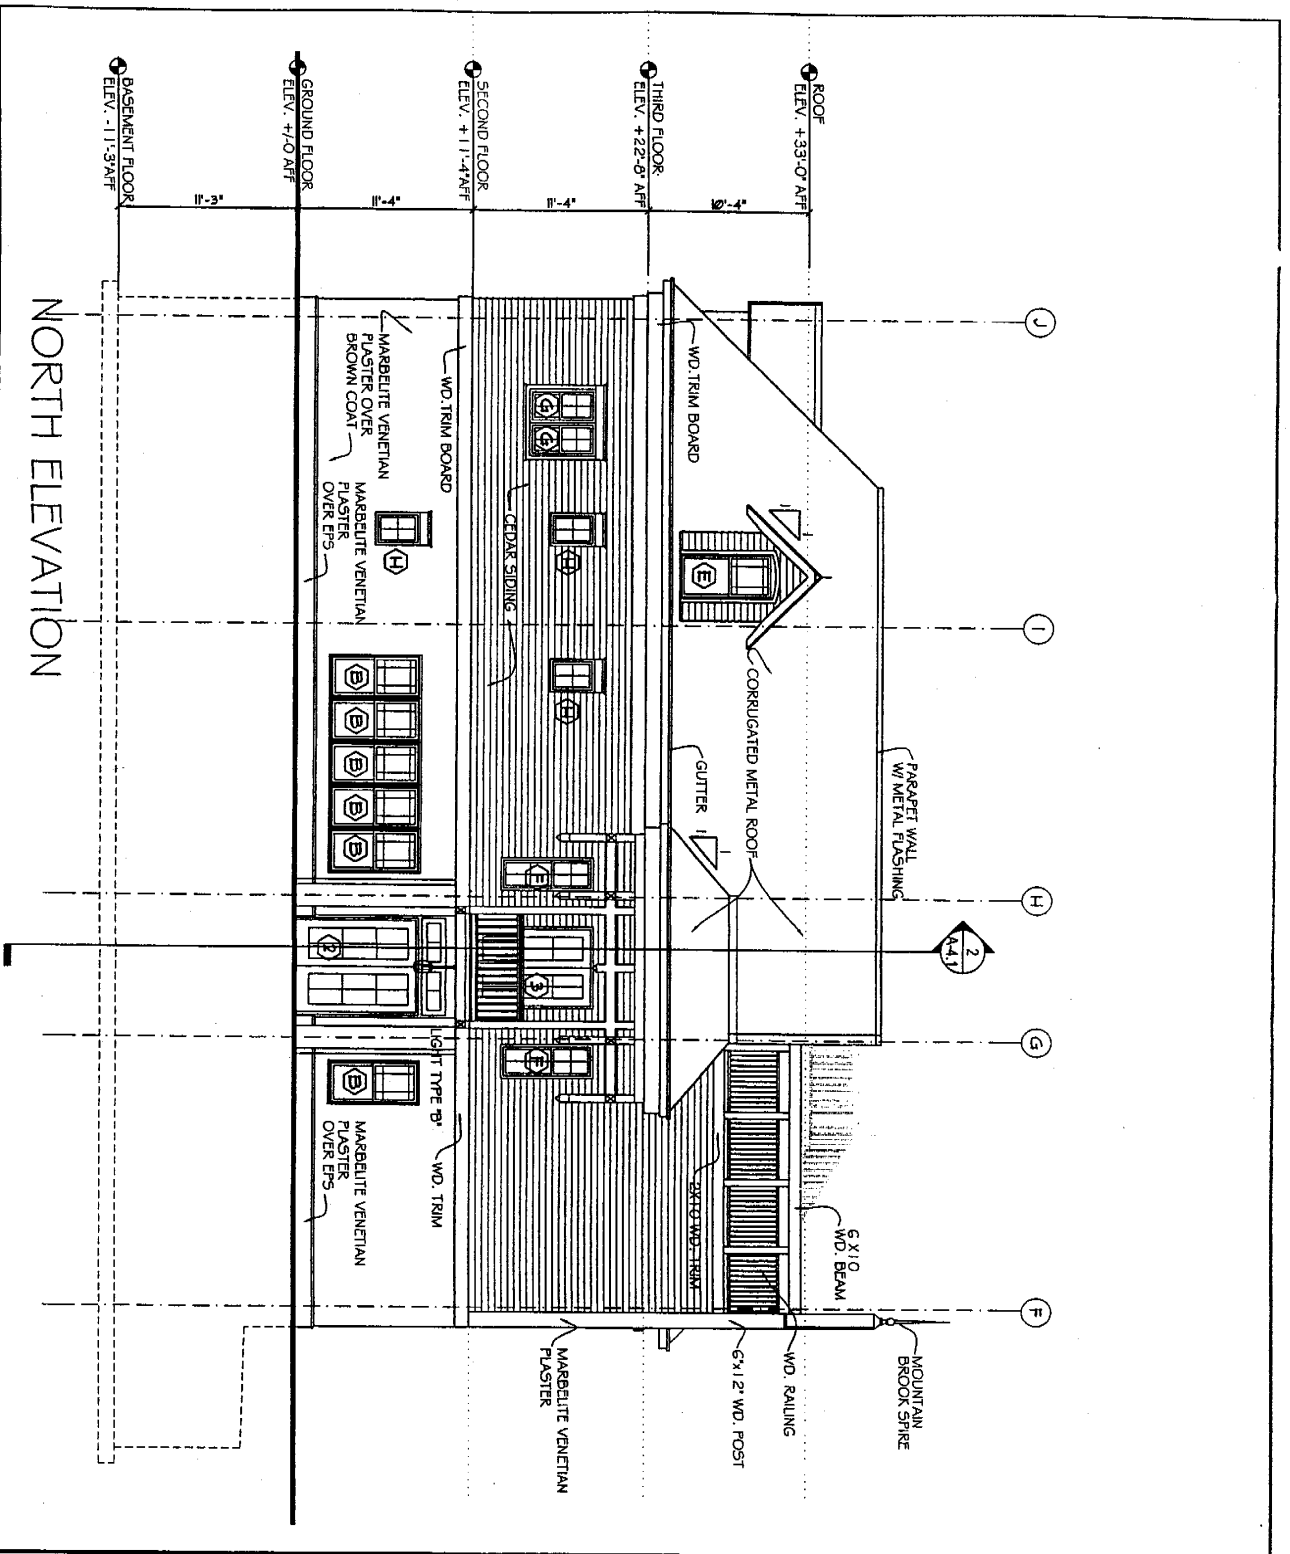 J
I
H
G
F
2
A-4.1
ROOF
ELEV. +33'-0" AFF
THIRD FLOOR
ELEV. +22'-8" AFF
SECOND FLOOR
ELEV. +11'-4" AFF
GROUND FLOOR
ELEV. +/-0 AFF
BASEMENT FLOOR
ELEV. -11'-3" AFF
10'-4"
11'-4"
11'-4"
11'-3"
PARAPET WALL
W/ METAL FLASHING
MOUNTAIN
BROOK SPIRE
6 X 10
WD. BEAM
WD. RAILING
6"x12" WD. POST
2X10 WD. TRIM
CORRUGATED METAL ROOF
1
1
GUTTER
1
1
WD. TRIM BOARD
E
G
G
H
H
CEDAR SIDING
F
3
F
MARBELITE VENETIAN
PLASTER
WD. TRIM BOARD
LIGHT TYPE "B"
WD. TRIM
MARBELITE VENETIAN
PLASTER OVER
BROWN COAT
H
MARBELITE VENETIAN
PLASTER
OVER EPS
B
B
B
B
B
2
B
MARBELITE VENETIAN
PLASTER
OVER EPS
NORTH ELEVATION